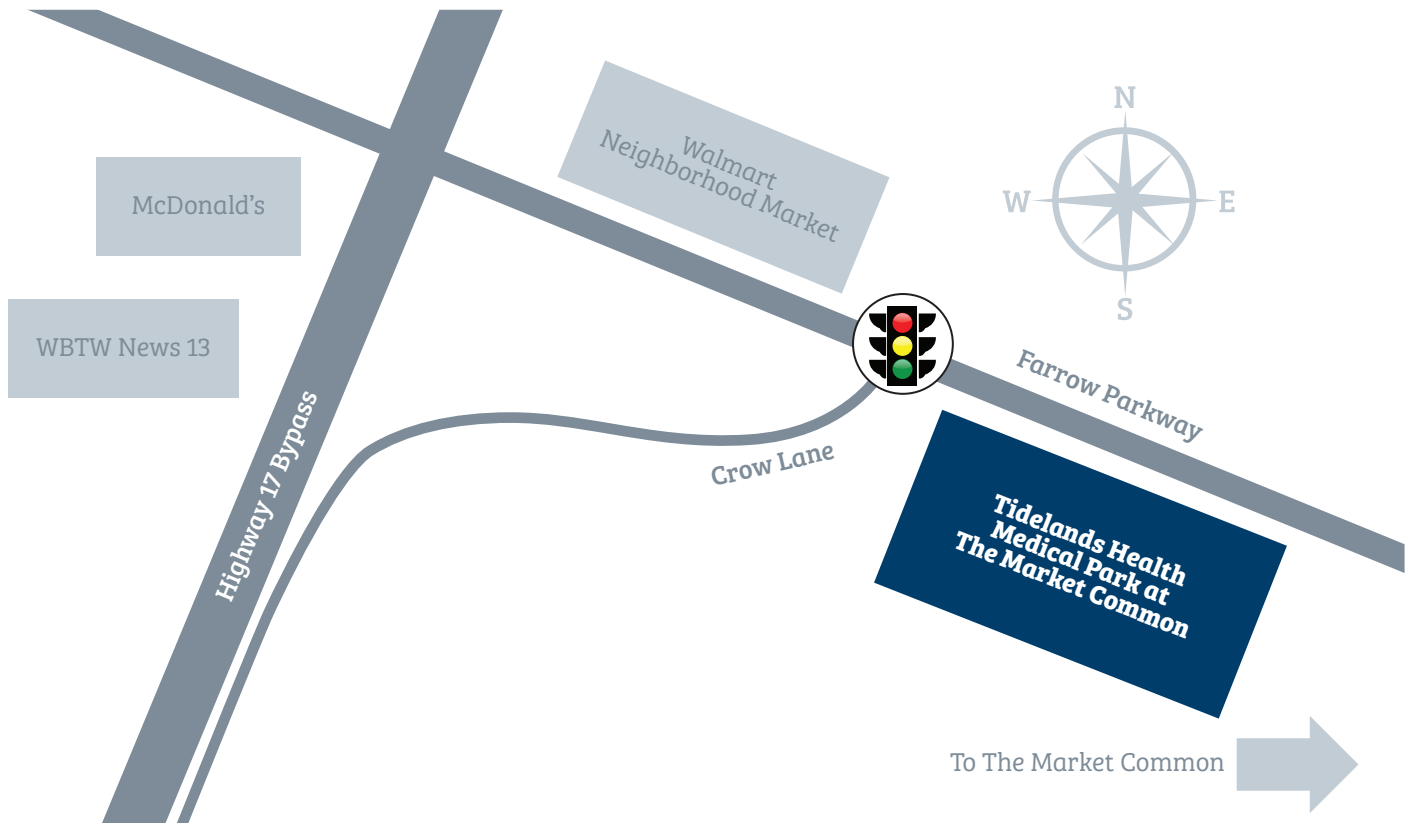 N
W
E
S
Walmart
Neighborhood Market
McDonald's
WBTW News 13
Highway 17 Bypass
Farrow Parkway
Crow Lane
Tidelands Health
Medical Park at
The Market Common
To The Market Common